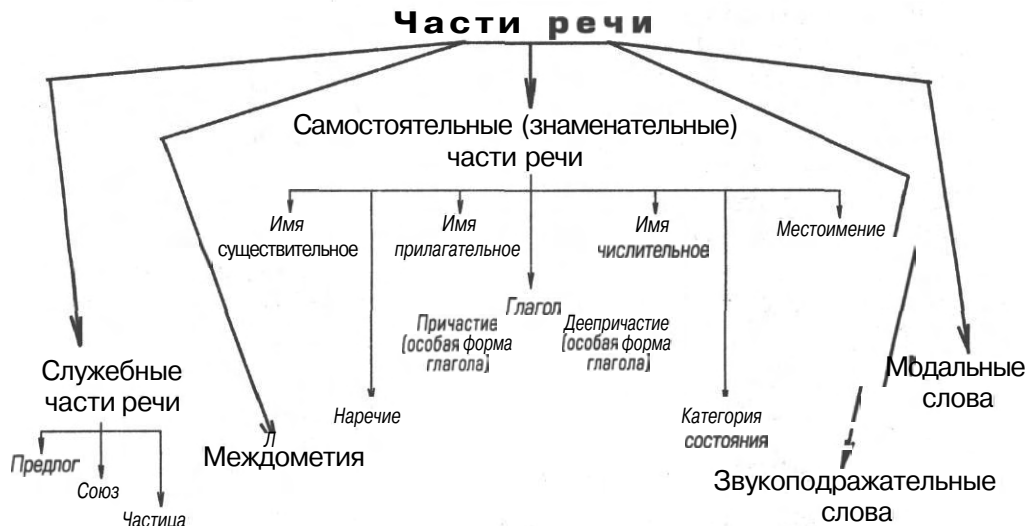 Части речи
Самостоятельные (знаменательные)
части речи
Имя
существительное
Имя
прилагательное
Имя
числительное
Местоимение
Глагол
Причастие
(особая форма
глагола)
Деепричастие
(особая форма
глагола)
Наречие
Категория
состояния
Служебные
части речи
Предлог
Союз
Частица
Междометия
Звукоподражательные
слова
Модальные
слова